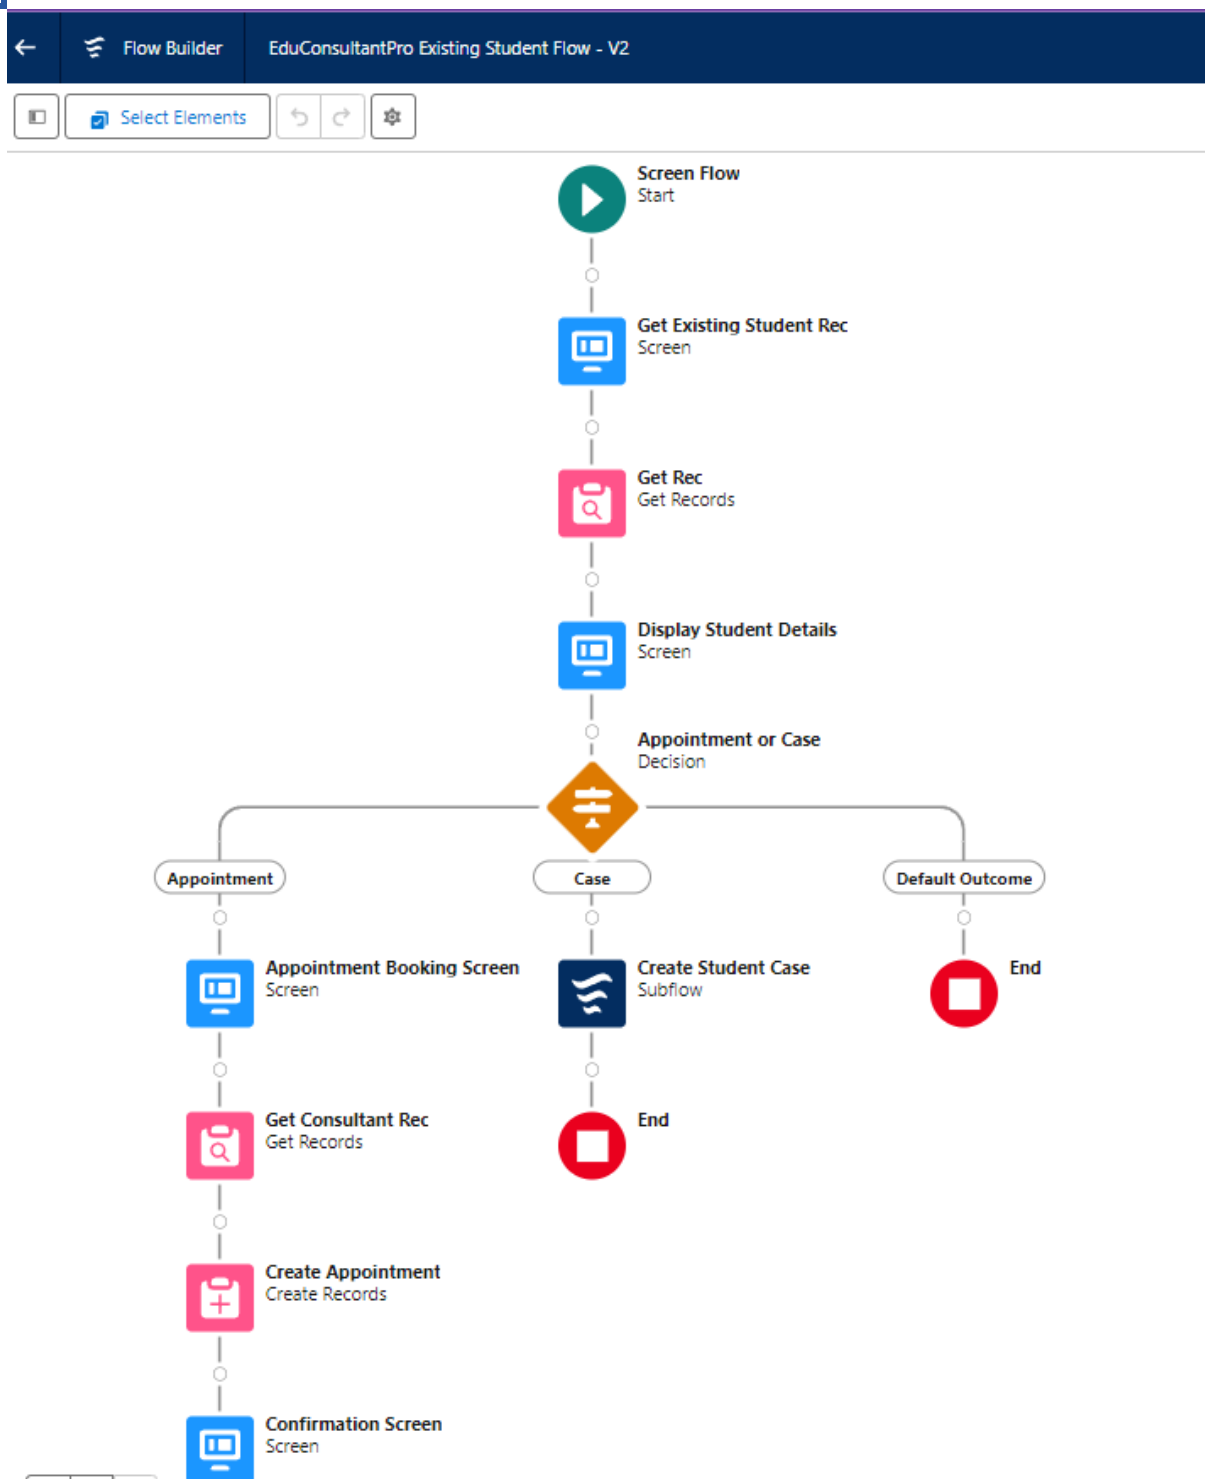 Flow Builder
EduConsultantPro Existing Student Flow - V2
Select Elements
Screen Flow
Start
Get Existing Student Rec
Screen
Get Rec
Get Records
Display Student Details
Screen
Appointment or Case
Decision
Appointment
Case
Default Outcome
Appointment Booking Screen
Screen
Create Student Case
Subflow
End
Get Consultant Rec
Get Records
End
Create Appointment
Create Records
Confirmation Screen
Screen